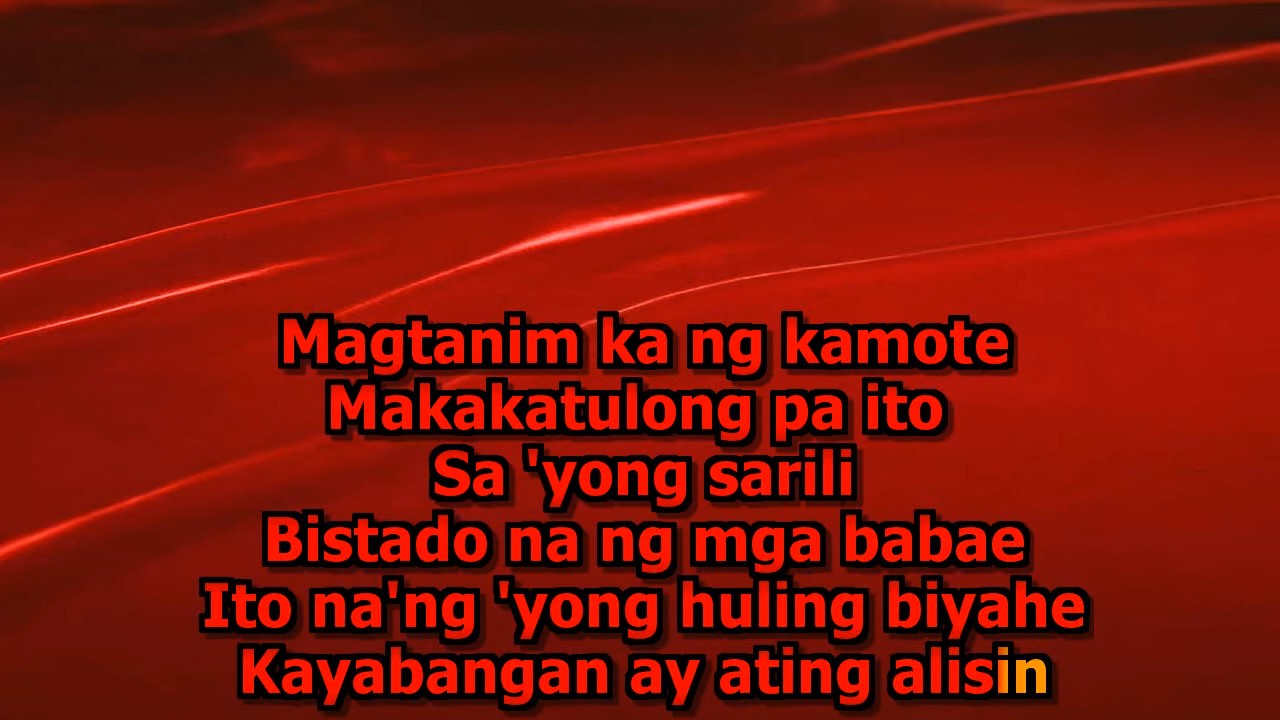 Magtanim ka ng kamote
Makakatulong pa ito
Sa 'yong sarili
Bistado na ng mga babae
Ito na'ng 'yong huling biyahe
Kayabangan ay ating alisin